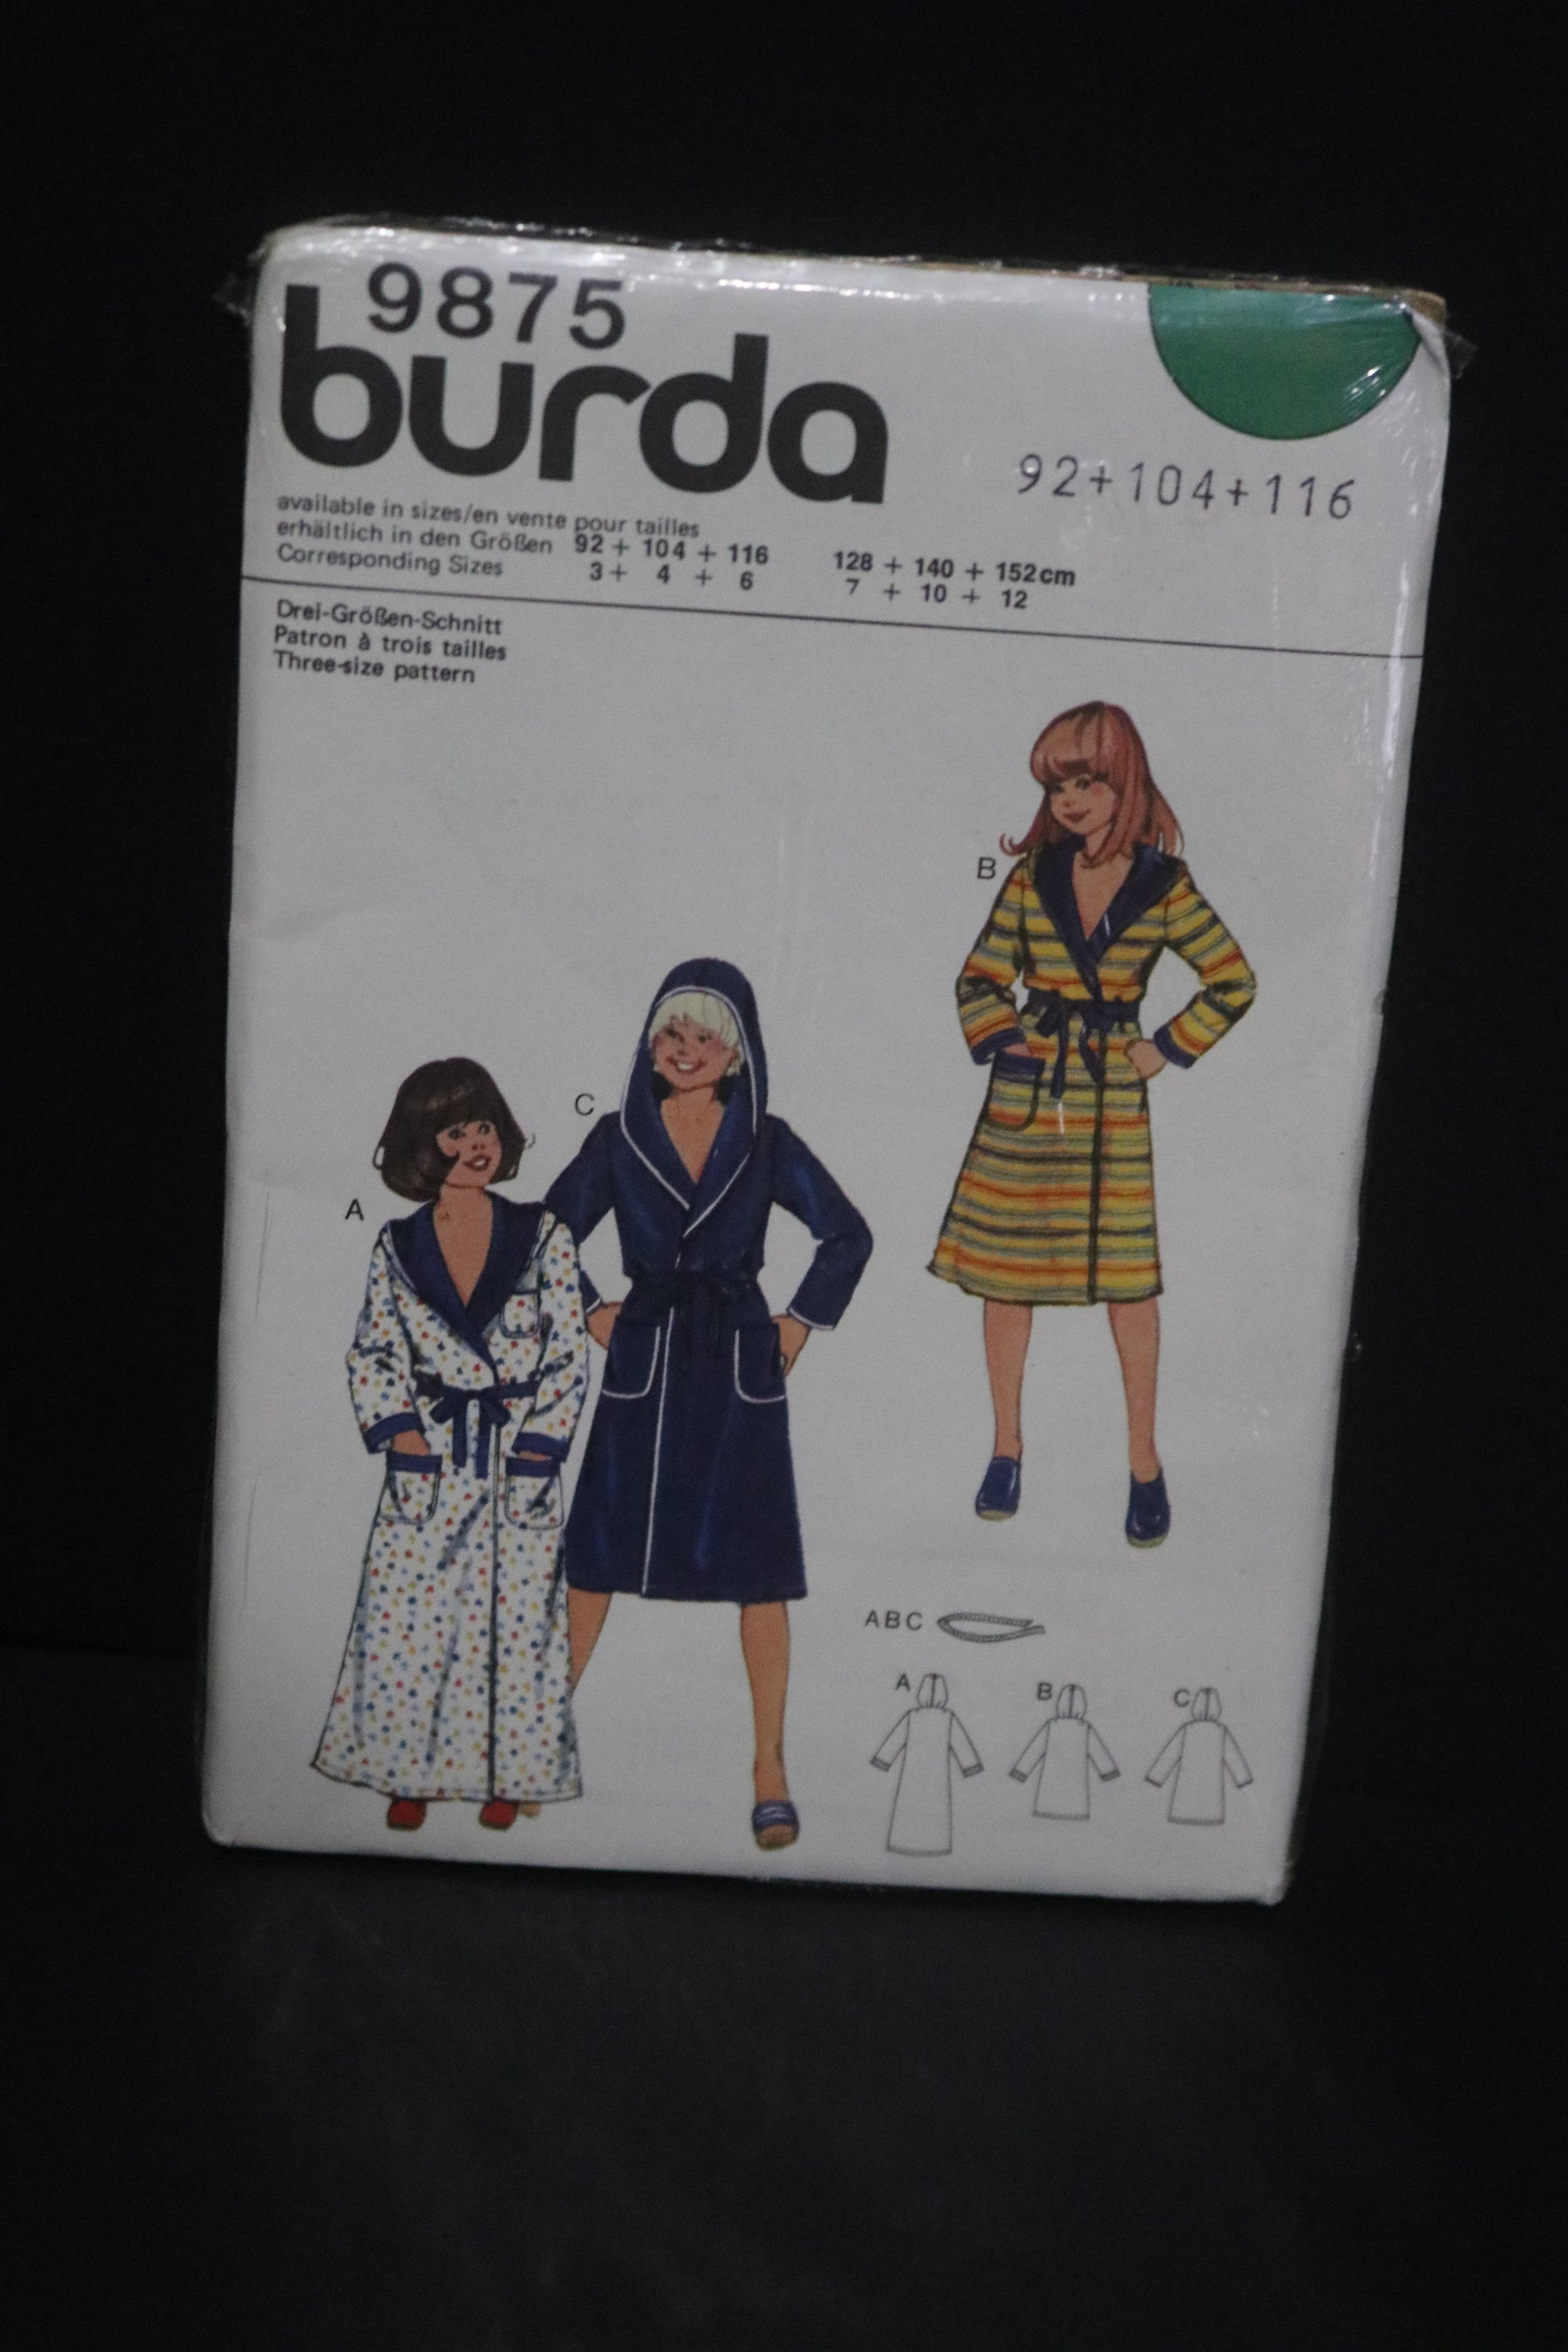 9875
burda
92+104+116
available in sizes/en vente pour tailles
erhältlich in den Größen 92 + 104 + 116 128 + 140 + 152cm
Corresponding Sizes 3 + 4 + 6 7 + 10 + 12
Drei-Größen-Schnitt
Patron à trois tailles
Three-size pattern
B
C
A
ABC
A B C